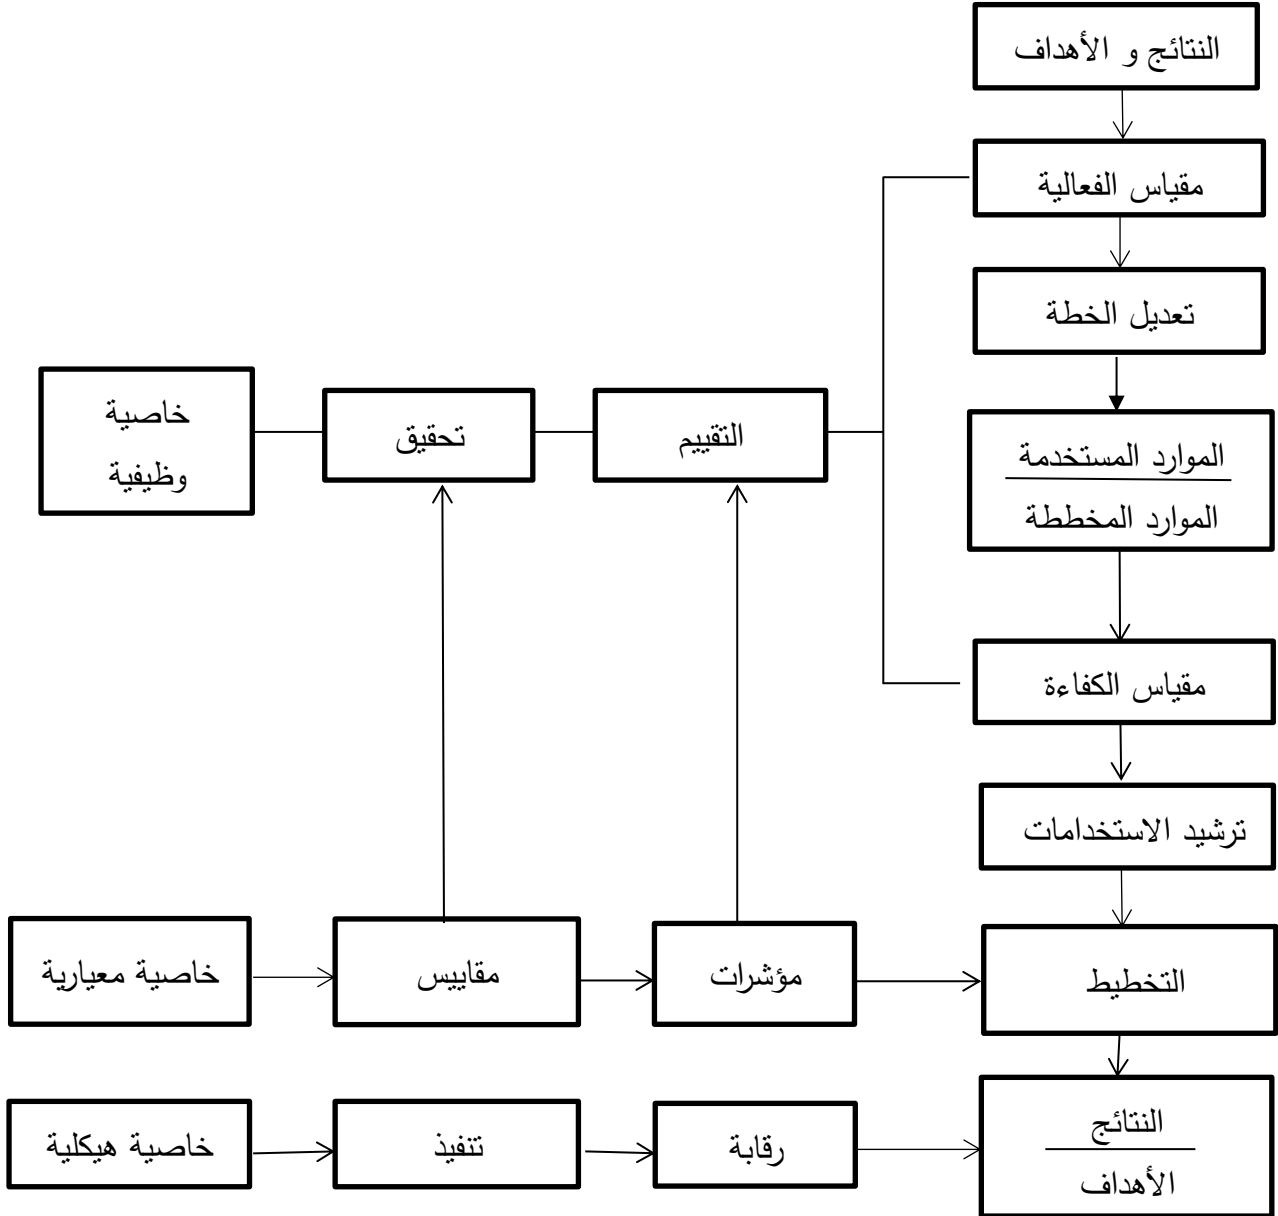 النتائج و الأهداف
مقياس الفعالية
تعديل الخطة
الموارد المستخدمة
الموارد المخططة
التقييم
تحقيق
خاصية
وظيفية
مقياس الكفاءة
ترشيد الاستخدامات
خاصية معيارية
مقاييس
مؤشرات
التخطيط
خاصية هيكلية
تنفيذ
رقابة
النتائج
الأهداف